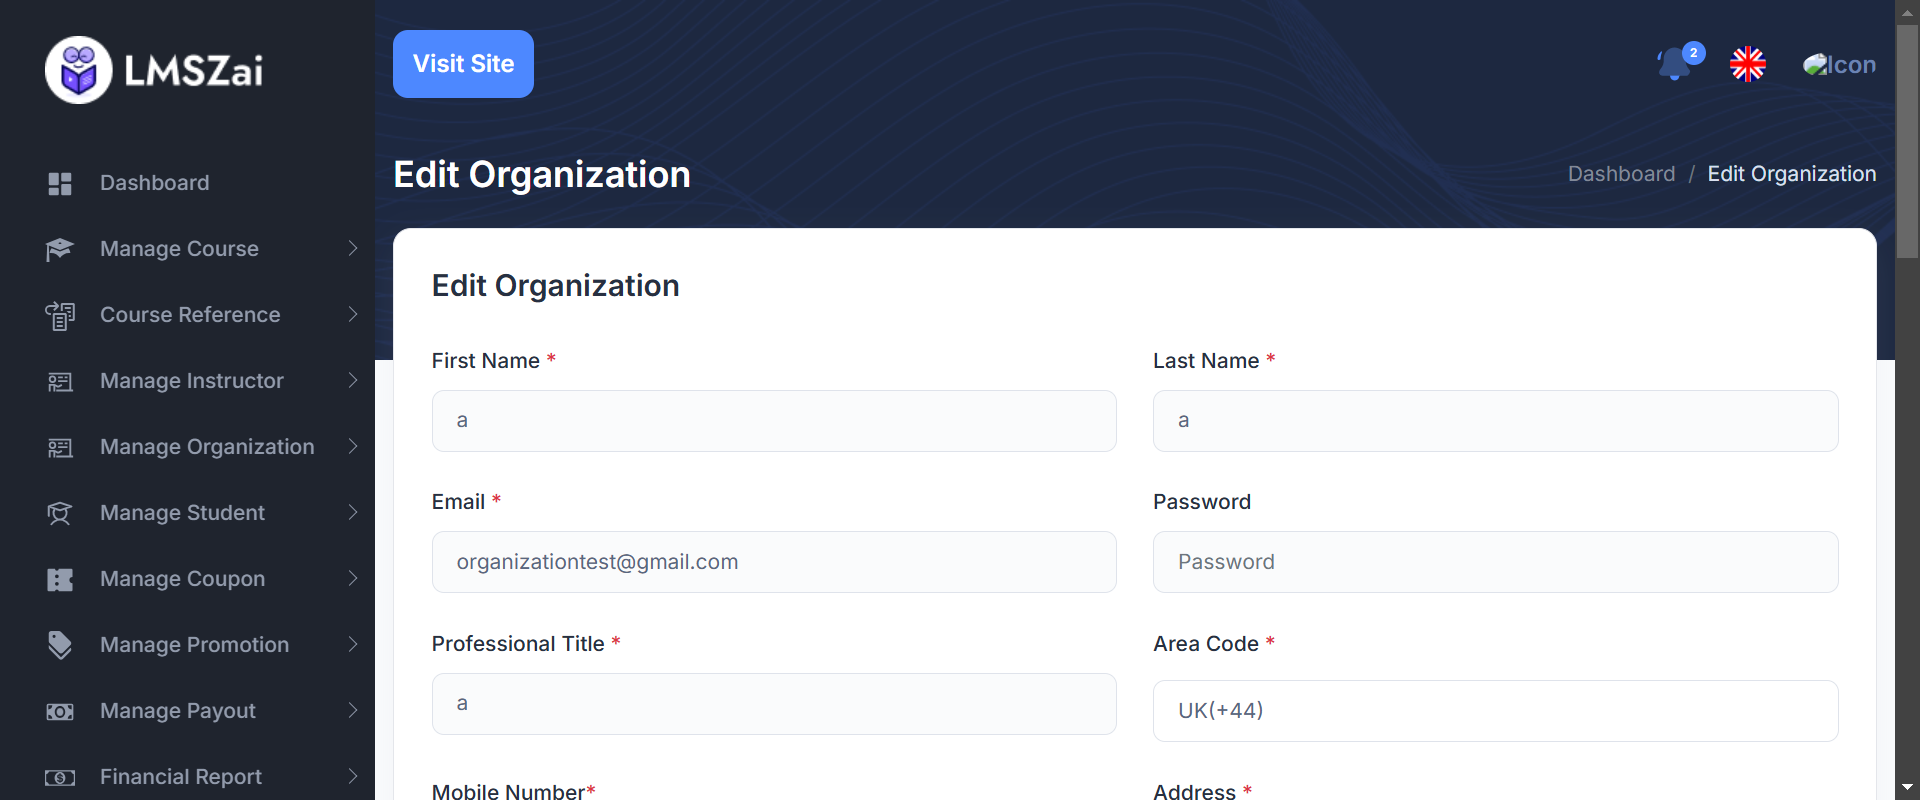 LMSZai
Visit Site
2
Icon
Edit Organization
Dashboard / Edit Organization
Dashboard
Manage Course
Course Reference
Manage Instructor
Manage Organization
Manage Student
Manage Coupon
Manage Promotion
Manage Payout
Financial Report
Edit Organization
First Name *
a
Last Name *
a
Email *
organizationtest@gmail.com
Password
Password
Professional Title *
a
Area Code *
UK(+44)
Mobile Number*
Address *